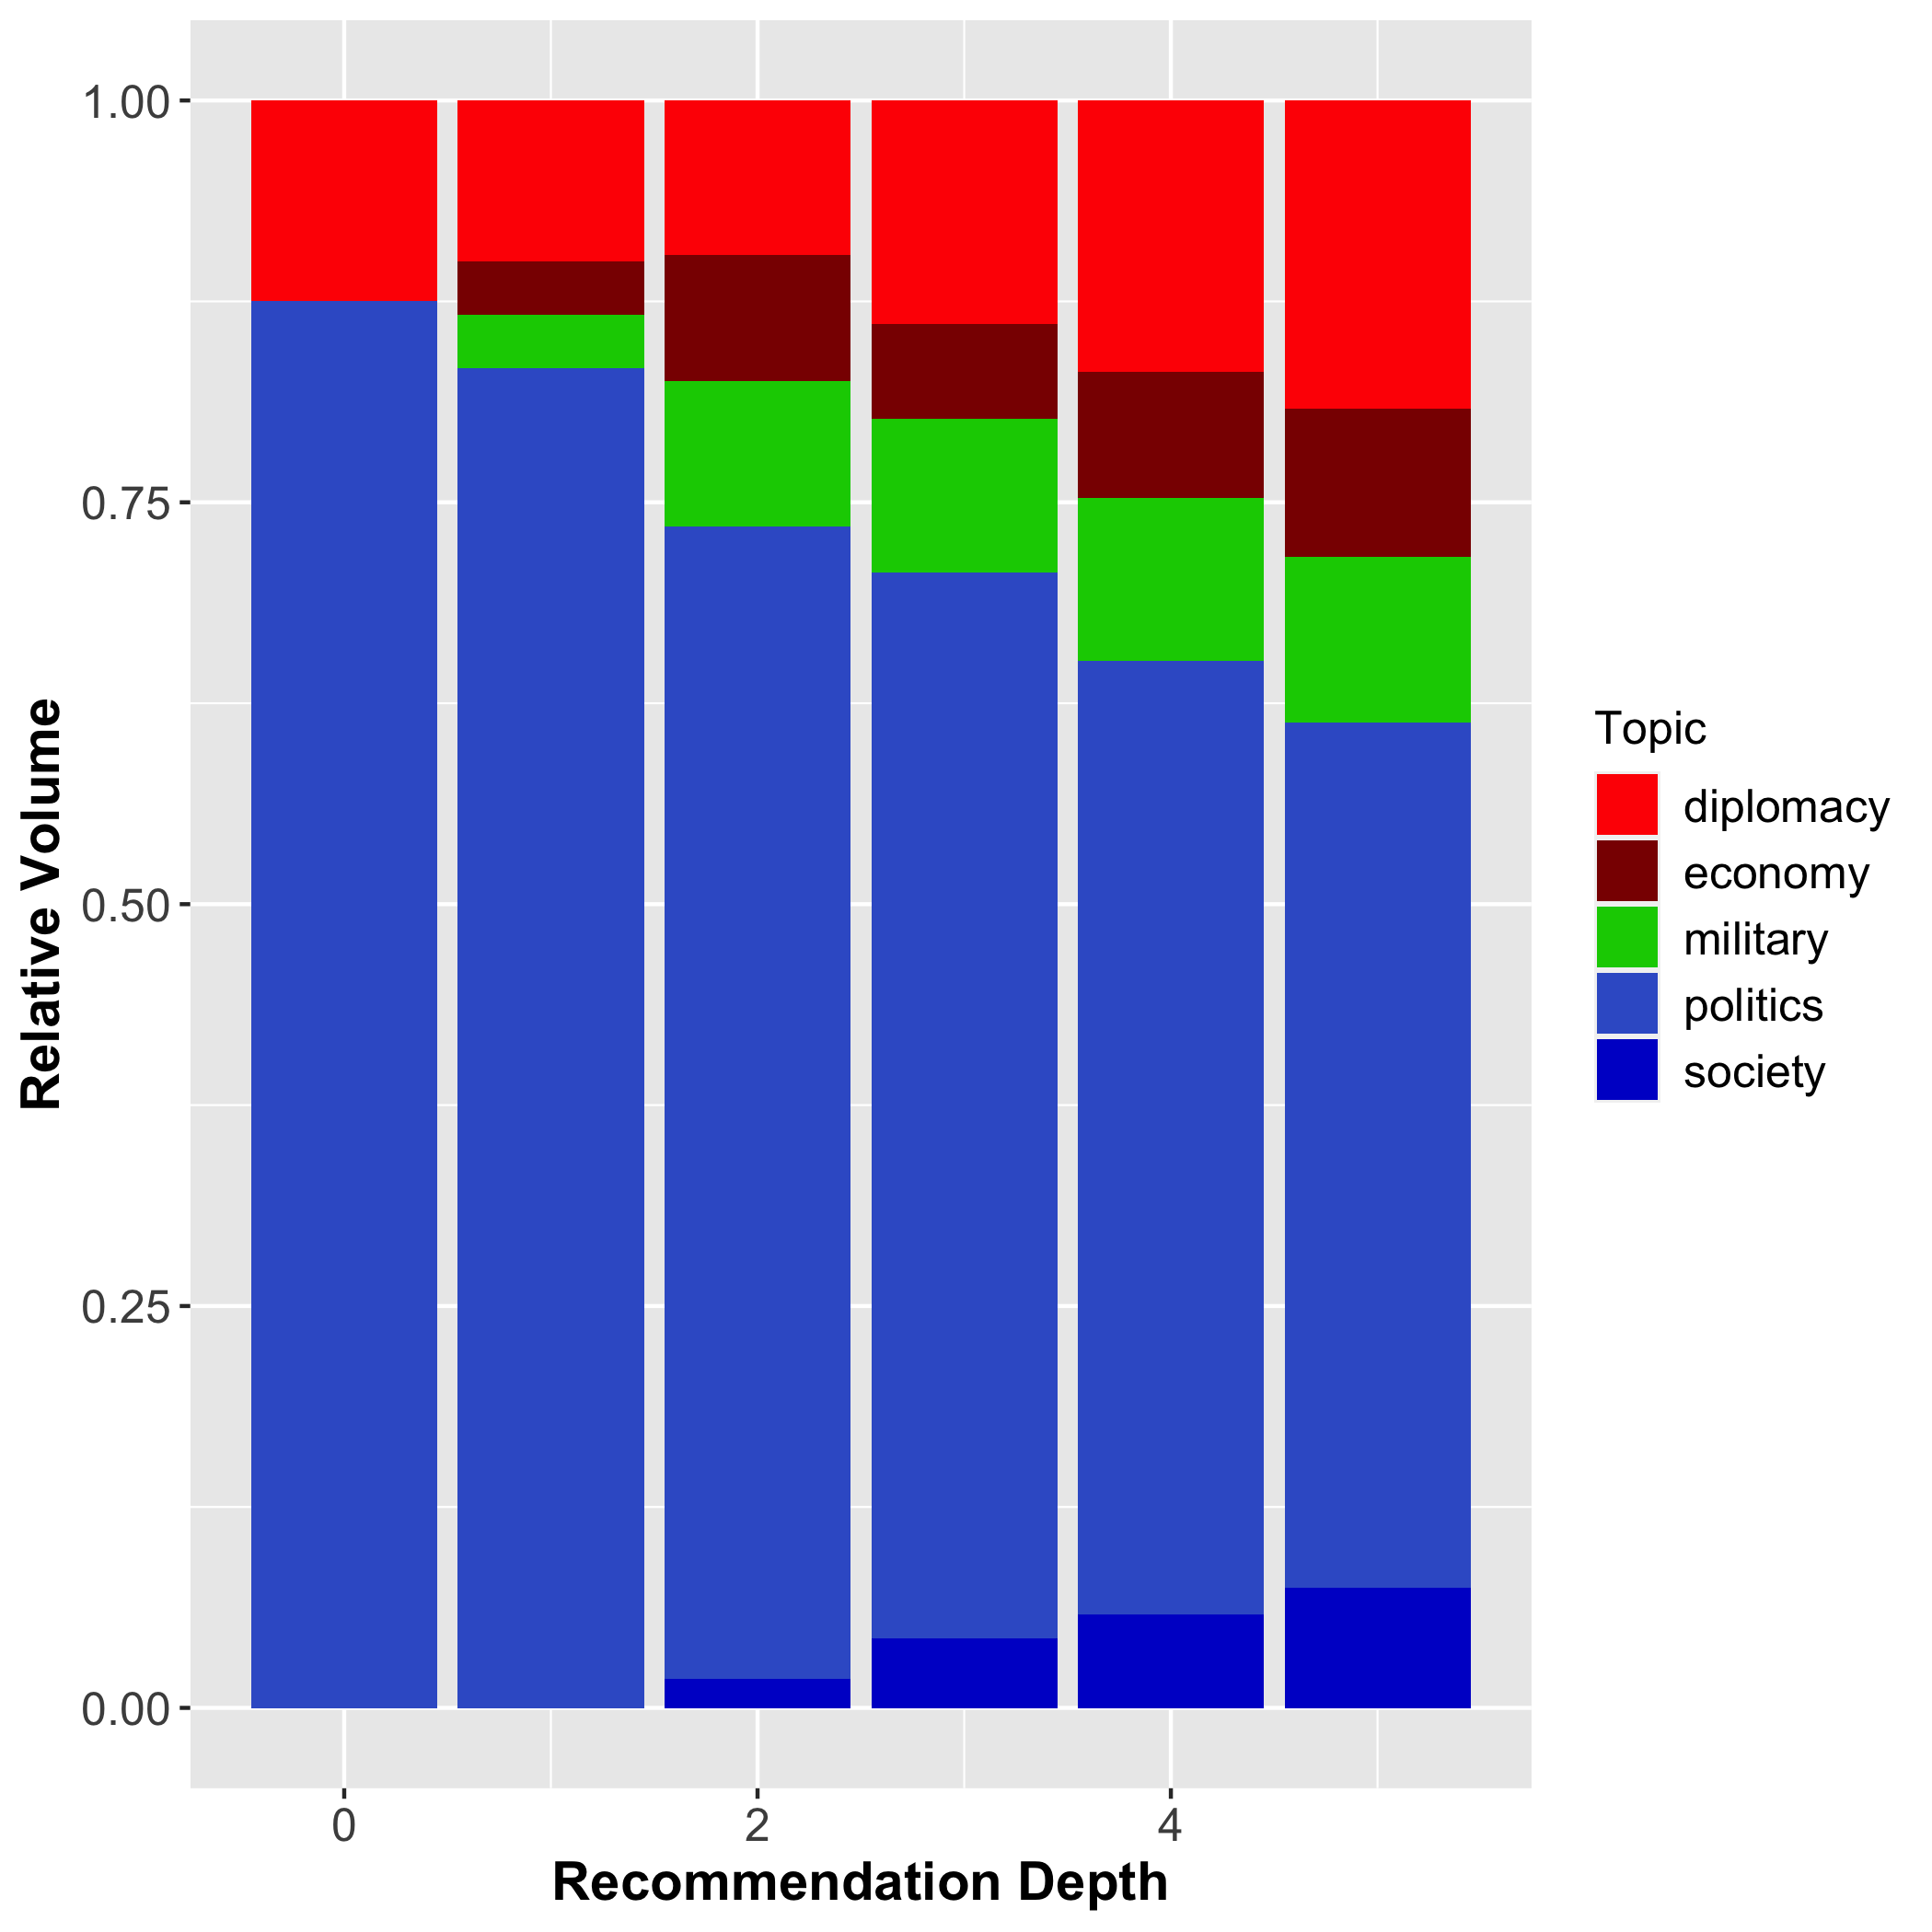 Relative Volume
1.00
0.75
0.50
0.25
0.00
0
2
4
Recommendation Depth
Topic
diplomacy
economy
military
politics
society